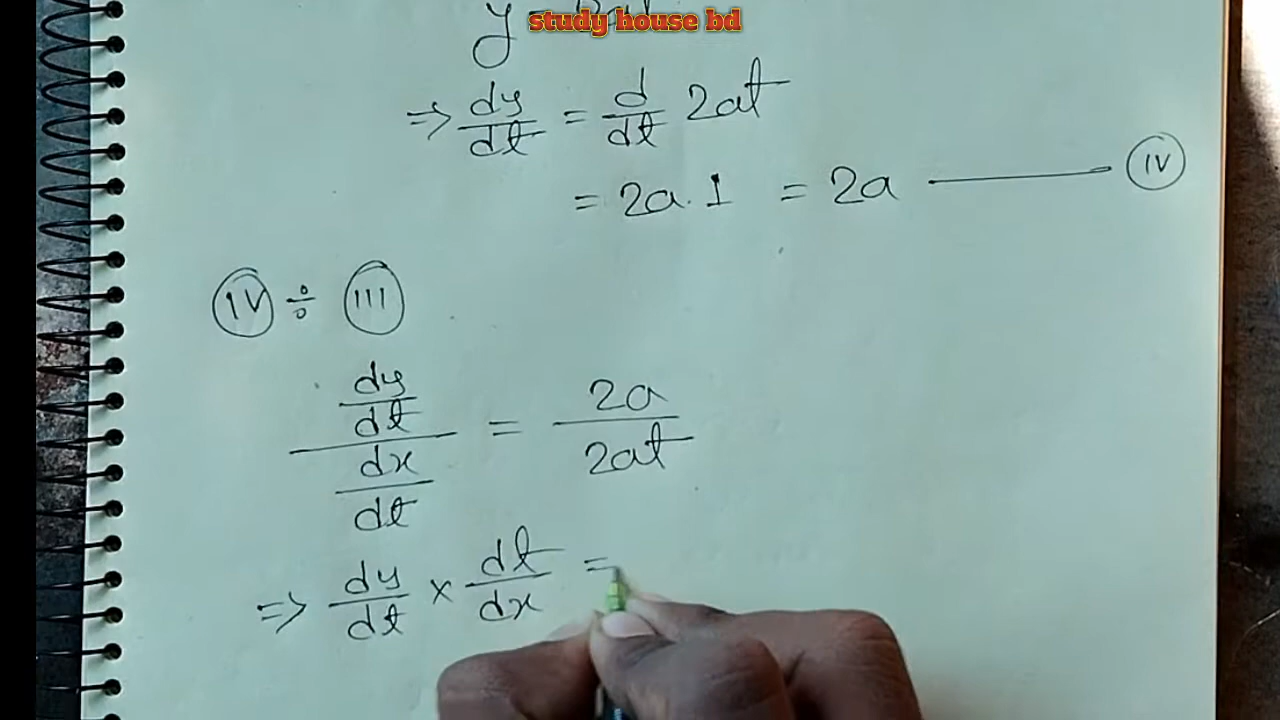 study house bd
y =
⇒ dy/dt = d/dt 2at
= 2a.1 = 2a ——— IV
IV ÷ III
(dy/dt)/(dx/dt) = 2a/2at
⇒ dy/dt × dt/dx =